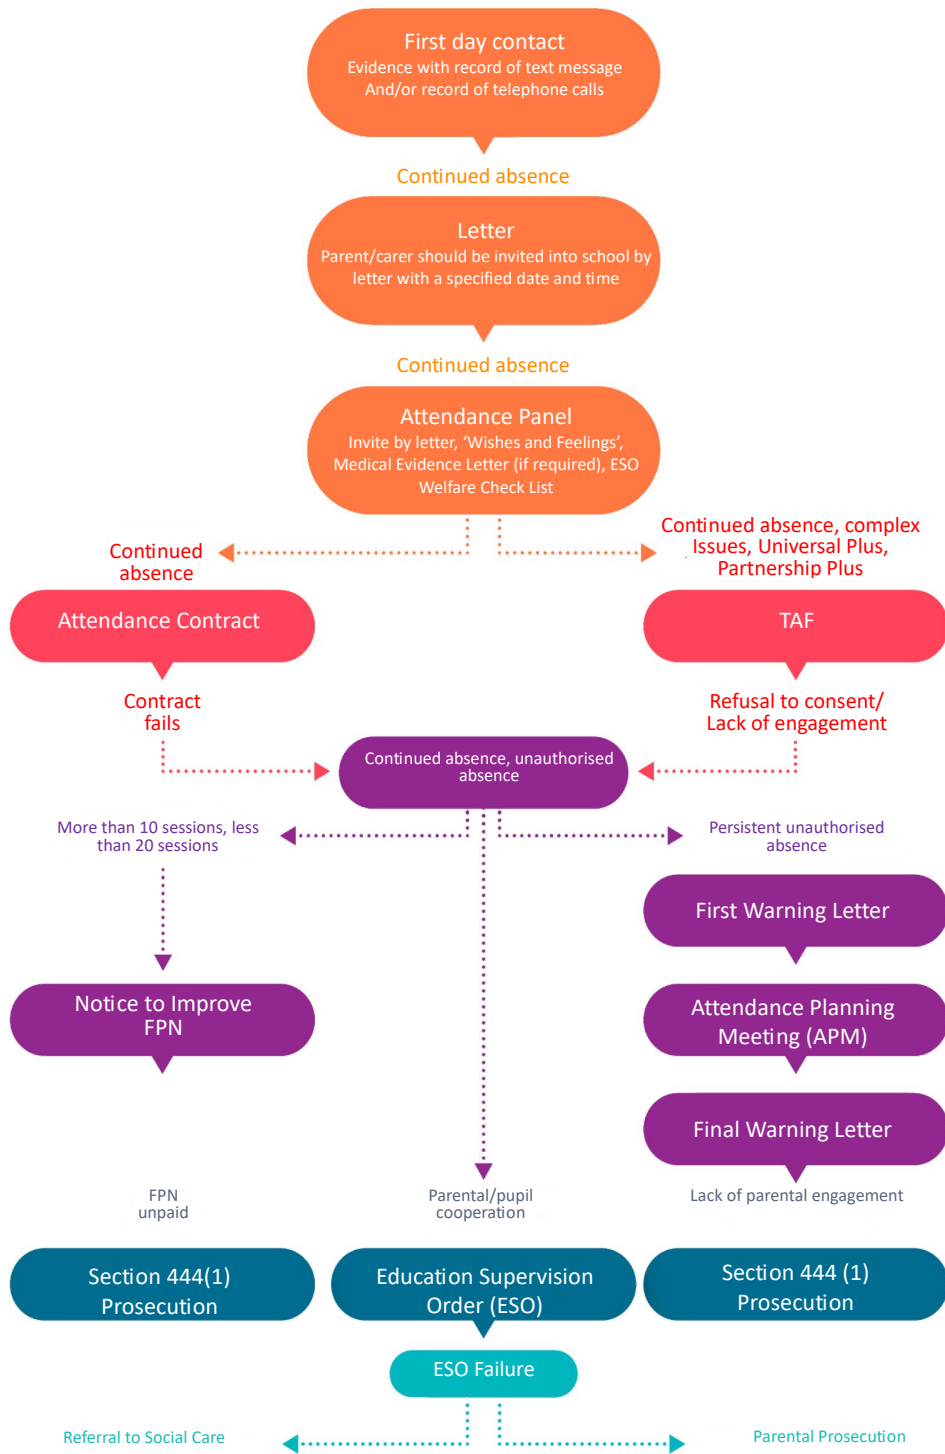 First day contact
Evidence with record of text message
And/or record of telephone calls
Continued absence
Letter
Parent/carer should be invited into school by
letter with a specified date and time
Continued absence
Attendance Panel
Invite by letter, ‘Wishes and Feelings’,
Medical Evidence Letter (if required), ESO
Welfare Check List
Continued
absence
Continued absence, complex
Issues, Universal Plus,
Partnership Plus
Attendance Contract
TAF
Contract
fails
Refusal to consent/
Lack of engagement
Continued absence, unauthorised
absence
More than 10 sessions, less
than 20 sessions
Persistent unauthorised
absence
First Warning Letter
Notice to Improve
FPN
Attendance Planning
Meeting (APM)
Final Warning Letter
FPN
unpaid
Parental/pupil
cooperation
Lack of parental engagement
Section 444(1)
Prosecution
Education Supervision
Order (ESO)
Section 444 (1)
Prosecution
ESO Failure
Referral to Social Care
Parental Prosecution